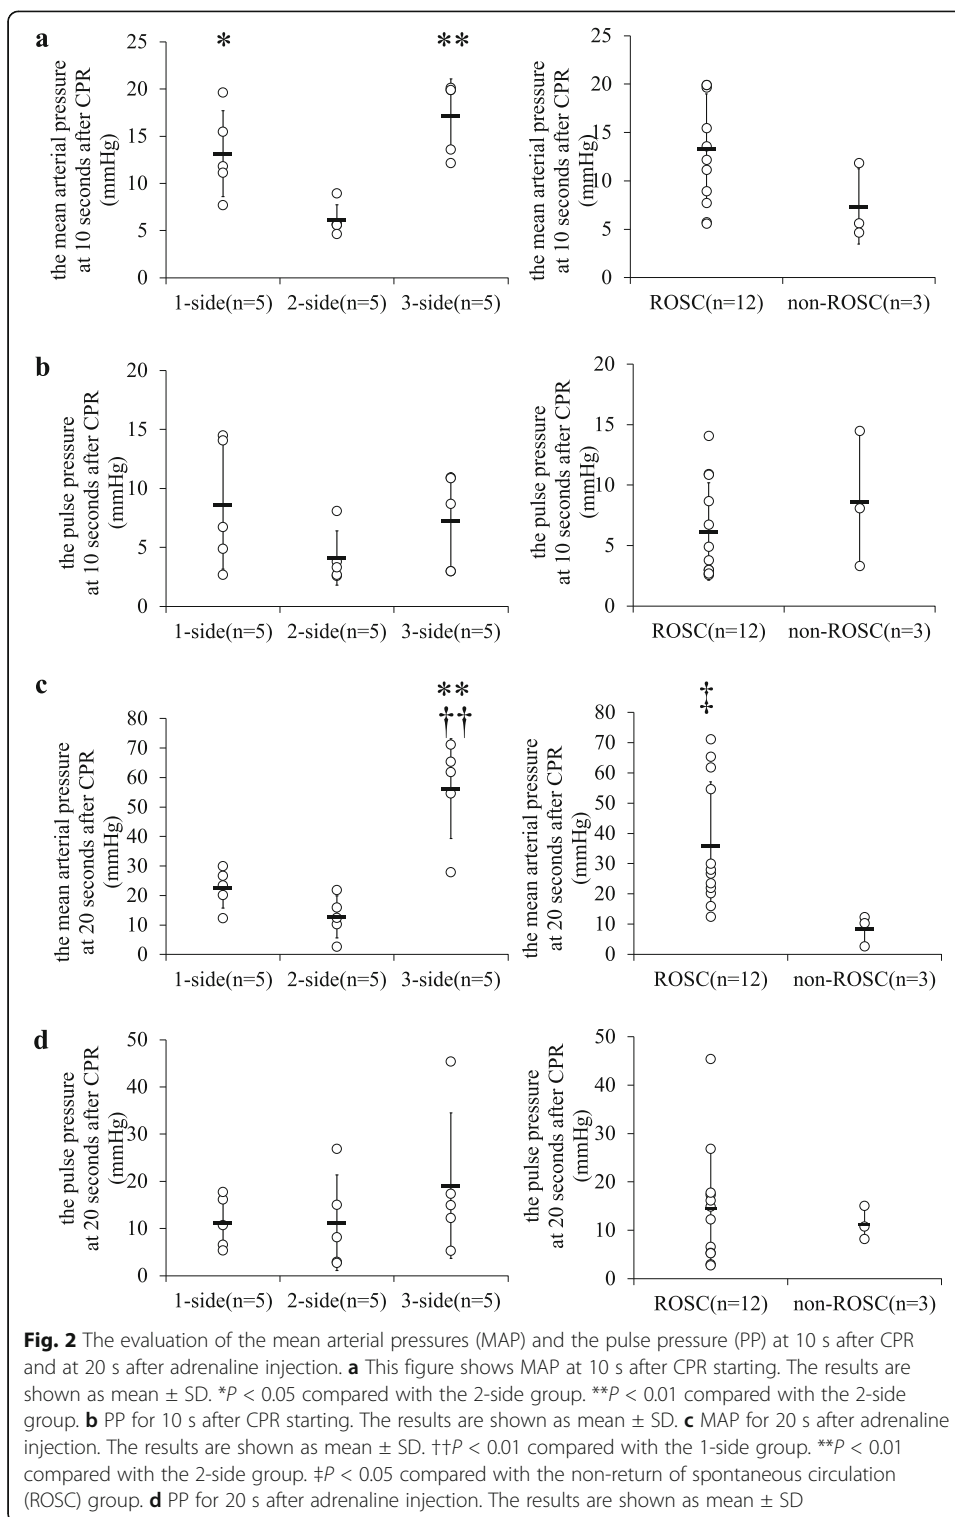 a
the mean arterial pressure
at 10 seconds after CPR
(mmHg)
25
20
15
10
5
0
*
**
1-side(n=5) 2-side(n=5) 3-side(n=5)
the mean arterial pressure
at 10 seconds after CPR
(mmHg)
25
20
15
10
5
0
ROSC(n=12) non-ROSC(n=3)
b
the pulse pressure
at 10 seconds after CPR
(mmHg)
20
15
10
5
0
1-side(n=5) 2-side(n=5) 3-side(n=5)
the pulse pressure
at 10 seconds after CPR
(mmHg)
20
15
10
5
0
ROSC(n=12) non-ROSC(n=3)
c
the mean arterial pressure
at 20 seconds after CPR
(mmHg)
80
70
60
50
40
30
20
10
0
**
††
1-side(n=5) 2-side(n=5) 3-side(n=5)
the mean arterial pressure
at 20 seconds after CPR
(mmHg)
80
70
60
50
40
30
20
10
0
‡
ROSC(n=12) non-ROSC(n=3)
d
the pulse pressure
at 20 seconds after CPR
(mmHg)
50
40
30
20
10
0
1-side(n=5) 2-side(n=5) 3-side(n=5)
the pulse pressure
at 20 seconds after CPR
(mmHg)
50
40
30
20
10
0
ROSC(n=12) non-ROSC(n=3)
Fig. 2 The evaluation of the mean arterial pressures (MAP) and the pulse pressure (PP) at 10 s after CPR
and at 20 s after adrenaline injection. a This figure shows MAP at 10 s after CPR starting. The results are
shown as mean ± SD. *P < 0.05 compared with the 2-side group. **P < 0.01 compared with the 2-side
group. b PP for 10 s after CPR starting. The results are shown as mean ± SD. c MAP for 20 s after adrenaline
injection. The results are shown as mean ± SD. ††P < 0.01 compared with the 1-side group. **P < 0.01
compared with the 2-side group. ‡P < 0.05 compared with the non-return of spontaneous circulation
(ROSC) group. d PP for 20 s after adrenaline injection. The results are shown as mean ± SD